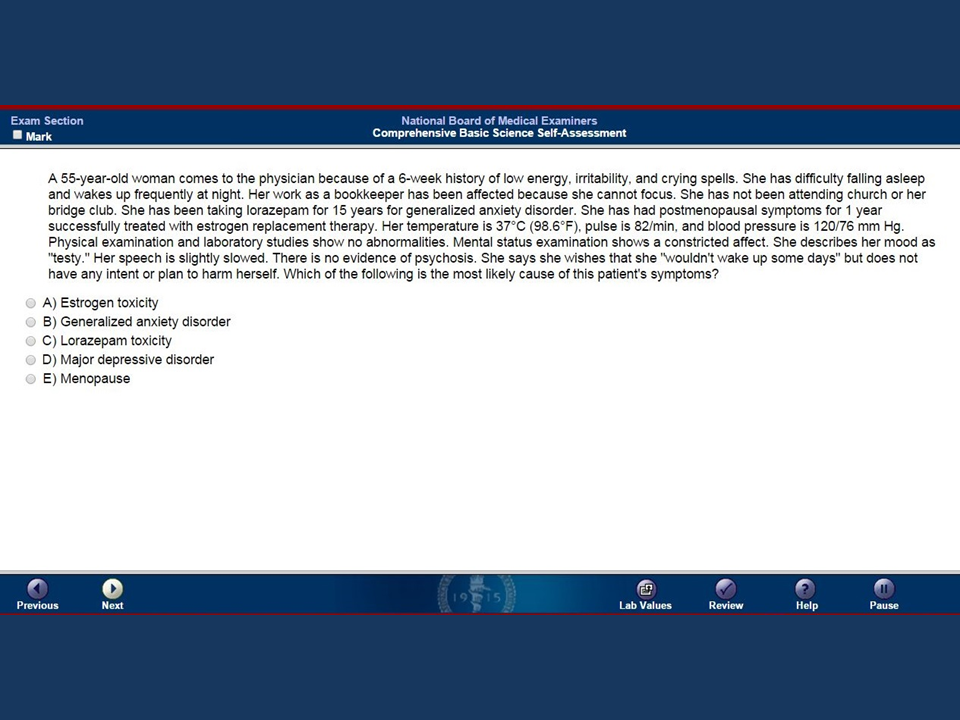 Exam Section
Mark
National Board of Medical Examiners
Comprehensive Basic Science Self-Assessment
A 55-year-old woman comes to the physician because of a 6-week history of low energy, irritability, and crying spells. She has difficulty falling asleep
and wakes up frequently at night. Her work as a bookkeeper has been affected because she cannot focus. She has not been attending church or her
bridge club. She has been taking lorazepam for 15 years for generalized anxiety disorder. She has had postmenopausal symptoms for 1 year
successfully treated with estrogen replacement therapy. Her temperature is 37°C (98.6°F), pulse is 82/min, and blood pressure is 120/76 mm Hg.
Physical examination and laboratory studies show no abnormalities. Mental status examination shows a constricted affect. She describes her mood as
"testy." Her speech is slightly slowed. There is no evidence of psychosis. She says she wishes that she "wouldn't wake up some days" but does not
have any intent or plan to harm herself. Which of the following is the most likely cause of this patient's symptoms?
A) Estrogen toxicity
B) Generalized anxiety disorder
C) Lorazepam toxicity
D) Major depressive disorder
E) Menopause
Previous
Next
1915
Lab Values
Review
Help
Pause